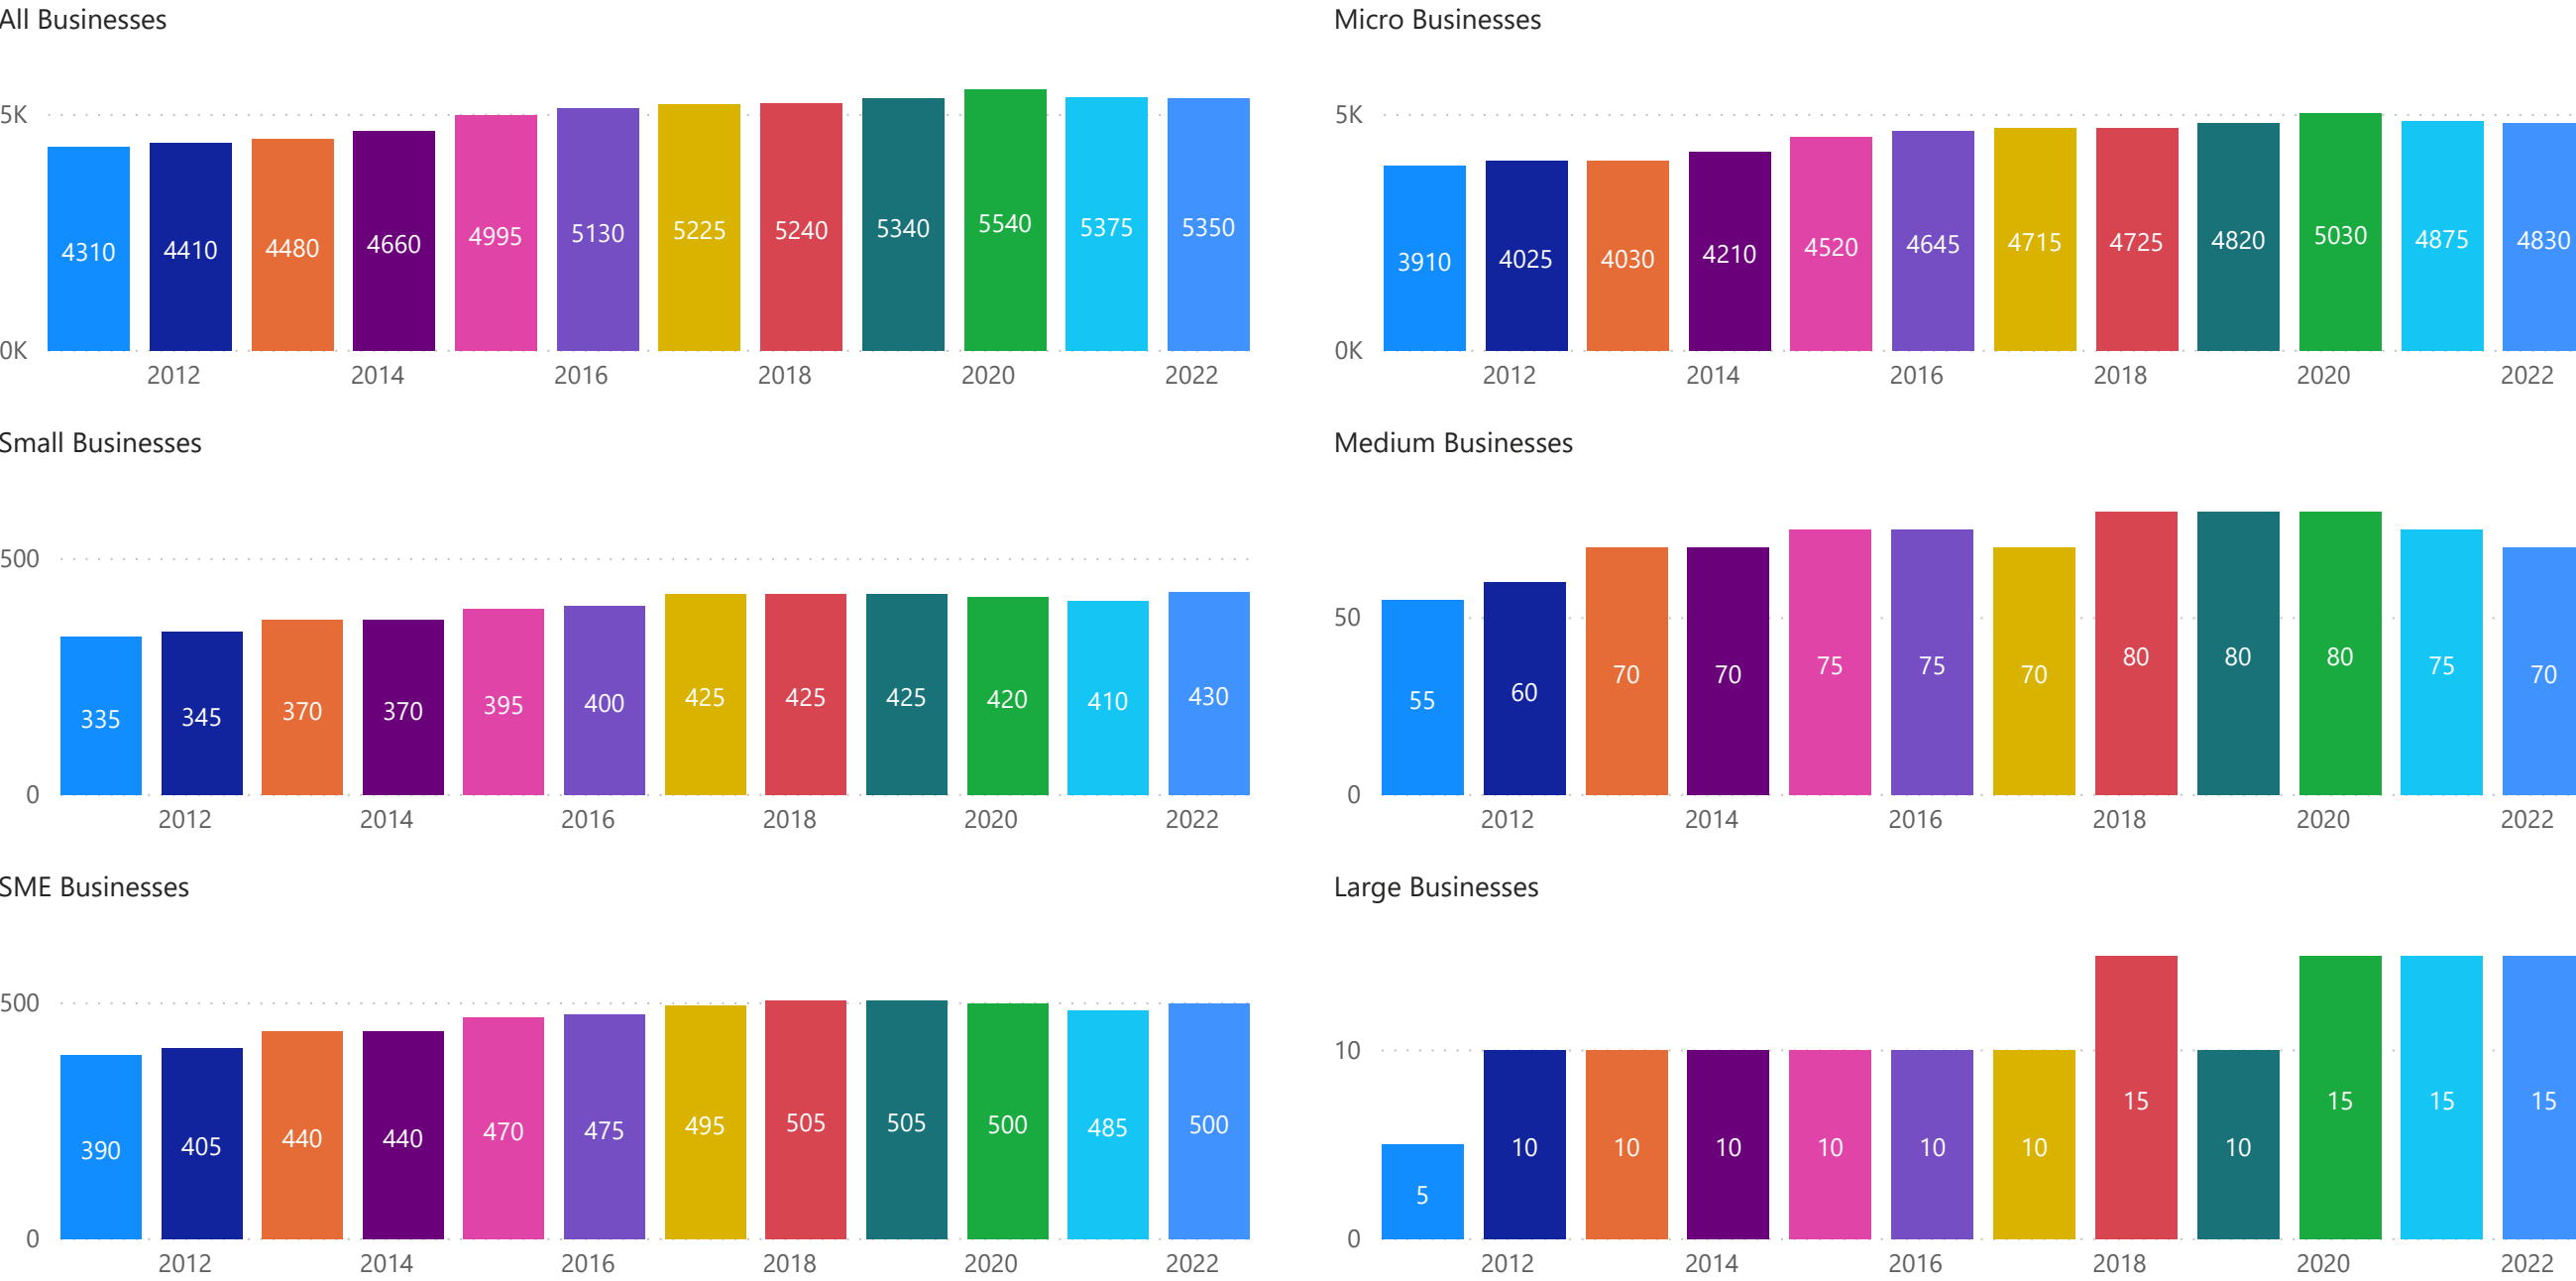 All Businesses
5K
0K
4310 4410 4480 4660 4995 5130 5225 5240 5340 5540 5375 5350
2012 2014 2016 2018 2020 2022
Micro Businesses
5K
0K
3910 4025 4030 4210 4520 4645 4715 4725 4820 5030 4875 4830
2012 2014 2016 2018 2020 2022
Small Businesses
500
0
335 345 370 370 395 400 425 425 425 420 410 430
2012 2014 2016 2018 2020 2022
Medium Businesses
50
0
55 60 70 70 75 75 70 80 80 80 75 70
2012 2014 2016 2018 2020 2022
SME Businesses
500
0
390 405 440 440 470 475 495 505 505 500 485 500
2012 2014 2016 2018 2020 2022
Large Businesses
10
0
5 10 10 10 10 10 10 15 10 15 15 15
2012 2014 2016 2018 2020 2022